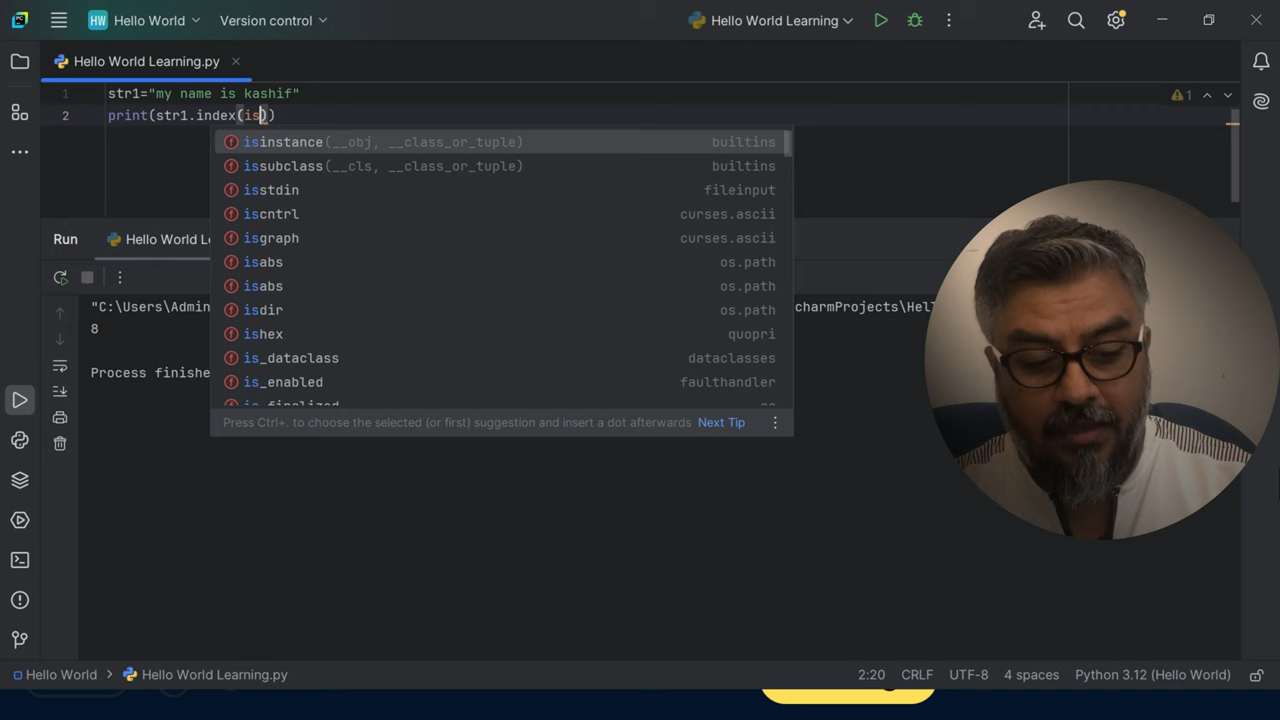 PC HW Hello World Version control Hello World Learning
Hello World Learning.py
1 str1="my name is kashif" 1
2 print(str1.index(is))
isinstance(__obj, __class_or_tuple) builtins
issubclass(__cls, __class_or_tuple) builtins
isstdin fileinput
iscntrl curses.ascii
isgraph curses.ascii
isabs os.path
isabs os.path
isdir os.path
ishex quopri
is_dataclass dataclasses
is_enabled faulthandler
Press Ctrl+. to choose the selected (or first) suggestion and insert a dot afterwards Next Tip
Run Hello World Le
"C:\Users\Admin charmProjects\Hel
8
Process finishe
Hello World Hello World Learning.py 2:20 CRLF UTF-8 4 spaces Python 3.12 (Hello World)